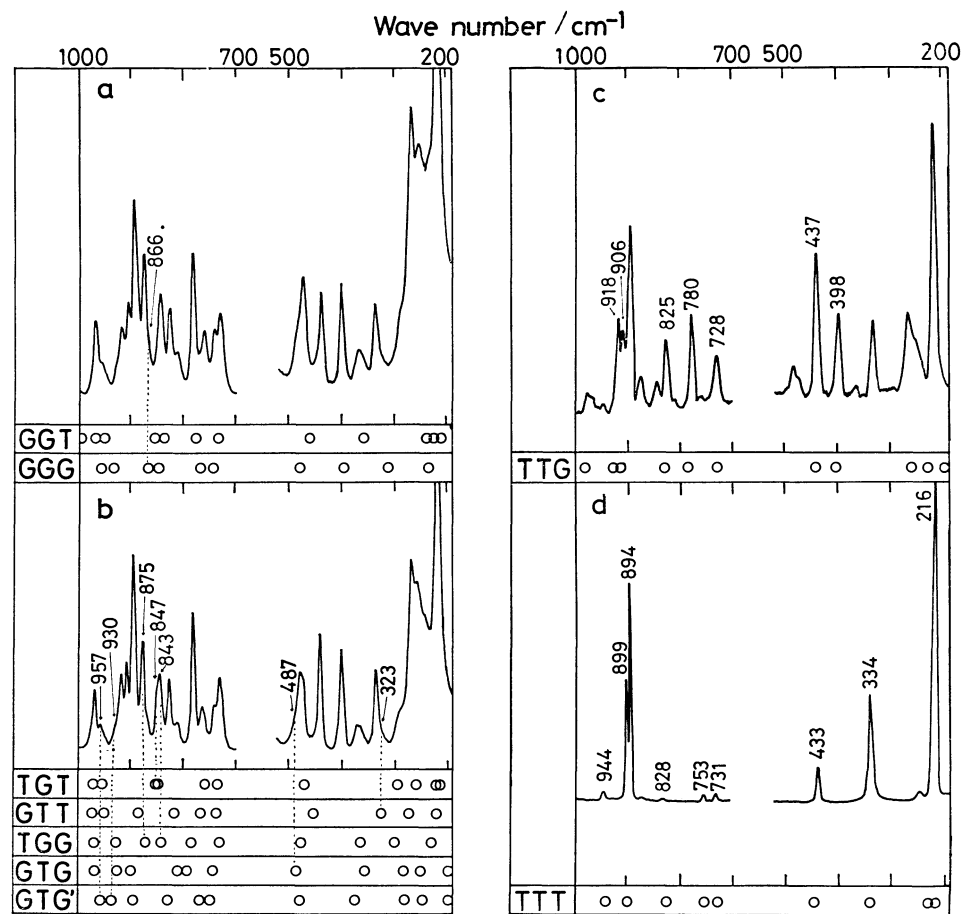 Wave number / cm⁻¹
1000 700 500 200
1000 700 500 200
a
866.
GGT
GGG
b
957
930
875
847
843
487
323
TGT
GTT
TGG
GTG
GTG'
c
918
906
825
780
728
437
398
TTG
d
944
899
894
828
753
731
433
334
216
TTT